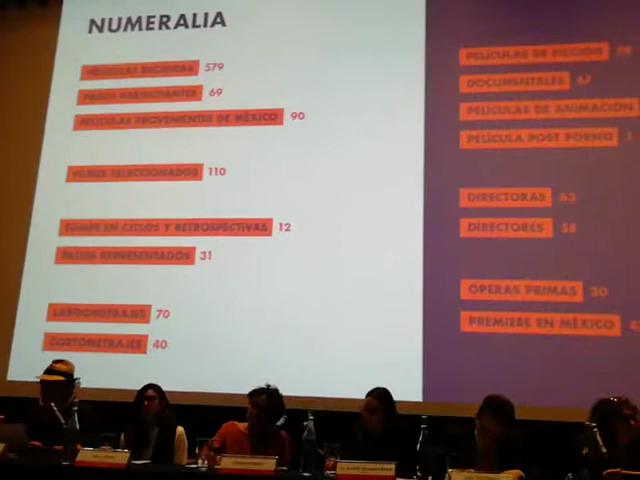 NUMERALIA
PELÍCULAS RECIBIDAS 579
PAÍSES PARTICIPANTES 69
PELÍCULAS PROVENIENTES DE MÉXICO 90
FILMES SELECCIONADOS 110
FILMES EN CICLOS Y RETROSPECTIVAS 12
PAÍSES REPRESENTADOS 31
LARGOMETRAJES 70
CORTOMETRAJES 40
PELÍCULAS DE FICCIÓN
DOCUMENTALES 47
PELÍCULAS DE ANIMACIÓN
PELÍCULA POST PORNO 1
DIRECTORAS 63
DIRECTORES 58
ÓPERAS PRIMAS 30
PREMIERE EN MÉXICO